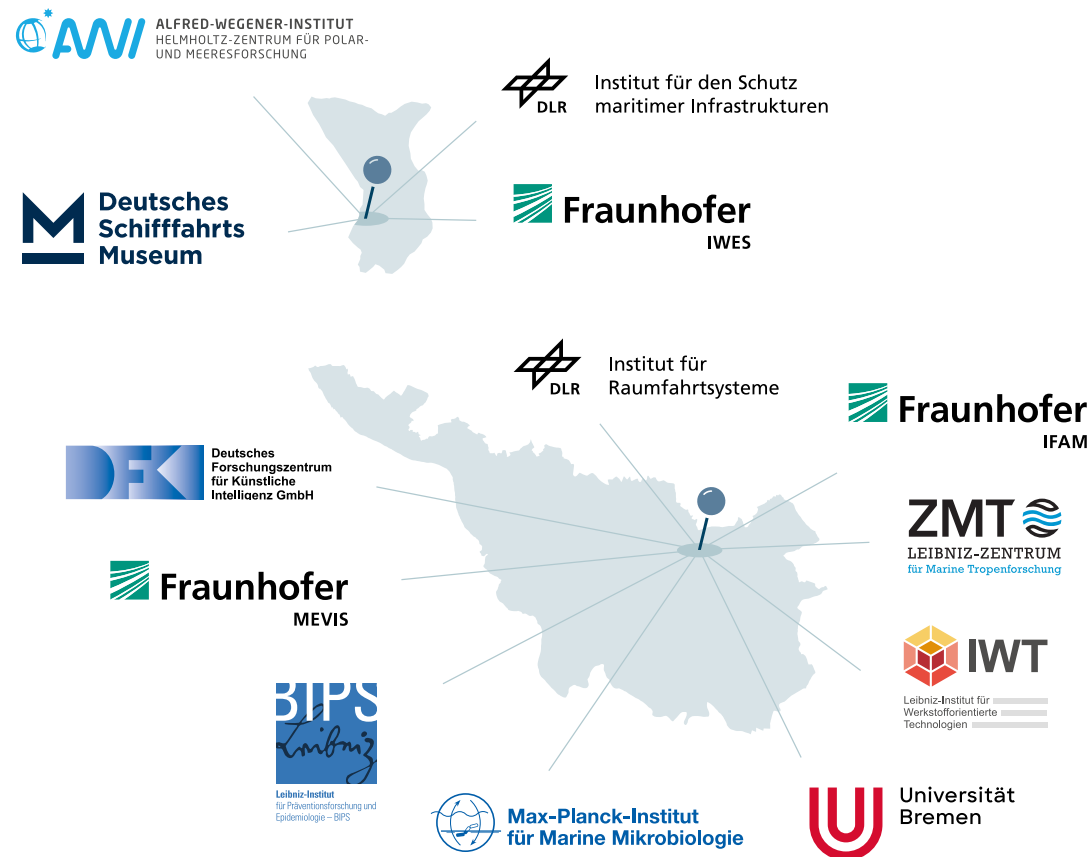 AWI
ALFRED-WEGENER-INSTITUT
HELMHOLTZ-ZENTRUM FÜR POLAR-
UND MEERESFORSCHUNG
DLR
Institut für den Schutz
maritimer Infrastrukturen
M
Deutsches
Schifffahrts
Museum
Fraunhofer
IWES
DLR
Institut für
Raumfahrtsysteme
Fraunhofer
IFAM
DFKI
Deutsches
Forschungszentrum
für Künstliche
Intelligenz GmbH
ZMT
LEIBNIZ-ZENTRUM
für Marine Tropenforschung
Fraunhofer
MEVIS
IWT
Leibniz-Institut für
Werkstofforientierte
Technologien
BIPS
Leibniz
Leibniz-Institut
für Präventionsforschung und
Epidemiologie – BIPS
Max-Planck-Institut
für Marine Mikrobiologie
Universität
Bremen